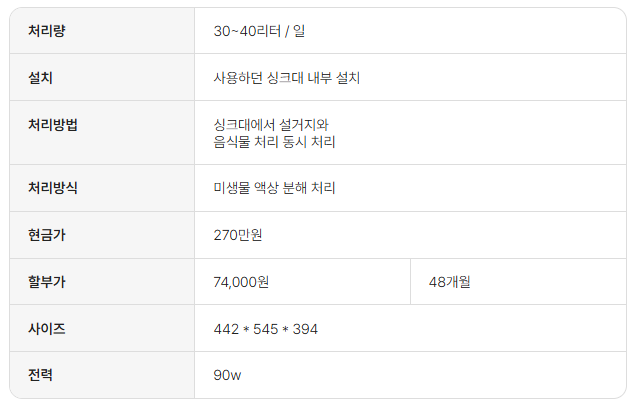 처리량 30~40리터 / 일
설치 사용하던 싱크대 내부 설치
처리방법 싱크대에서 설거지와
음식물 처리 동시 처리
처리방식 미생물 액상 분해 처리
현금가 270만원
할부가 74,000원 48개월
사이즈 442 * 545 * 394
전력 90w